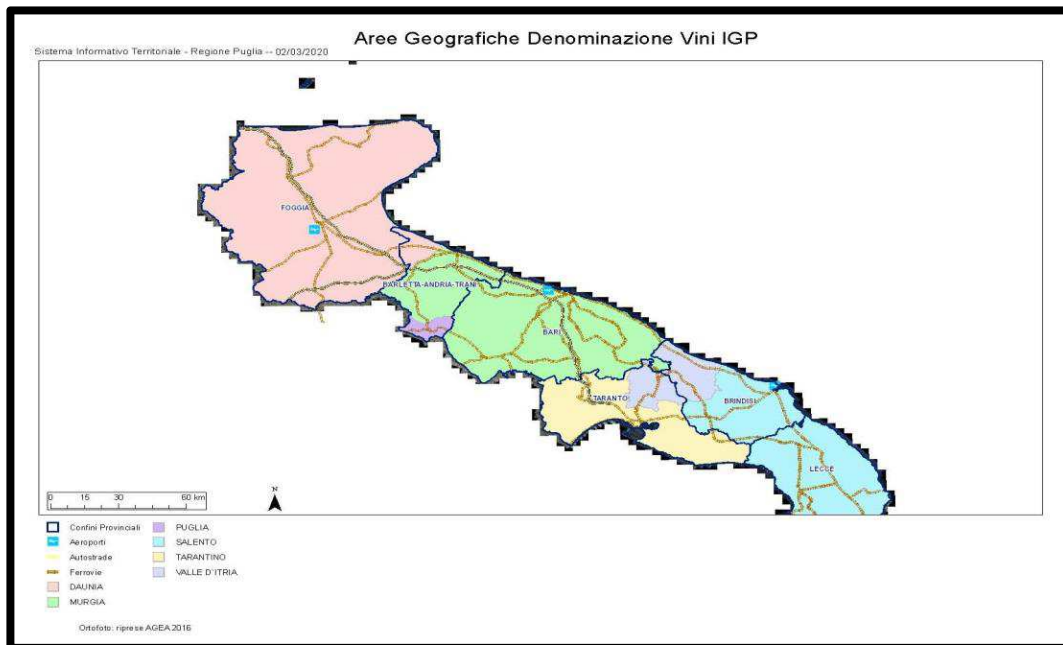 Aree Geografiche Denominazione Vini IGP
Sistema Informativo Territoriale - Regione Puglia -- 02/03/2020
FOGGIA
BARLETTA-ANDRIA-TRANI
BARI
TARANTO
BRINDISI
LECCE
0 15 30 60 km
N
Confini Provinciali
Aeroporti
Autostrade
Ferrovie
DAUNIA
MURGIA
PUGLIA
SALENTO
TARANTINO
VALLE D'ITRIA
Ortofoto: riprese AGEA 2016